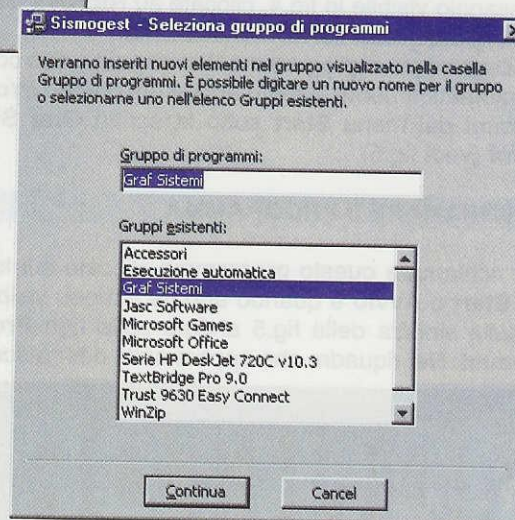 Sismogest - Seleziona gruppo di programmi
Verranno inseriti nuovi elementi nel gruppo visualizzato nella casella
Gruppo di programmi. È possibile digitare un nuovo nome per il gruppo
o selezionarne uno nell'elenco Gruppi esistenti.
Gruppo di programmi:
Graf Sistemi
Gruppi esistenti:
Accessori
Esecuzione automatica
Graf Sistemi
Jasc Software
Microsoft Games
Microsoft Office
Serie HP DeskJet 720C v10.3
TextBridge Pro 9.0
Trust 9630 Easy Connect
WinZip
Continua
Cancel